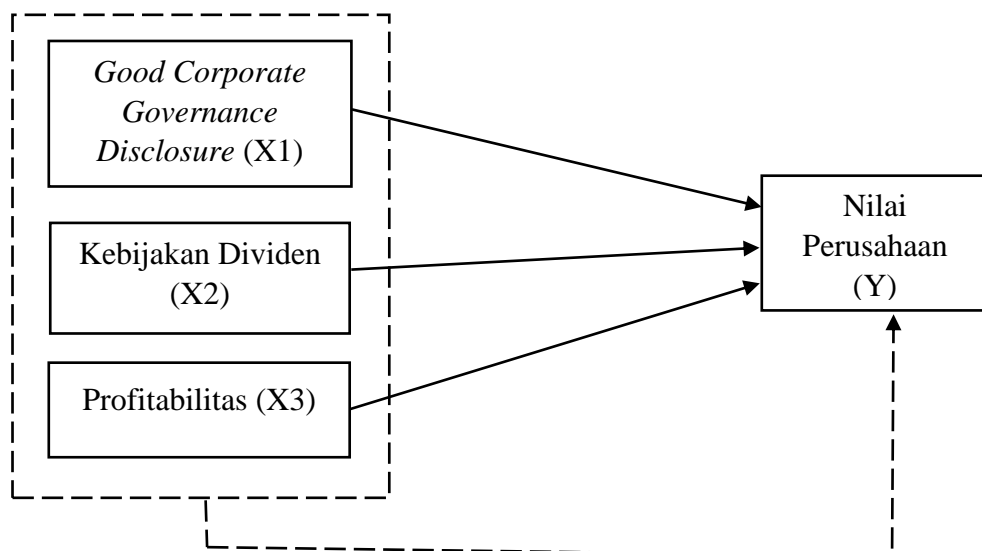 Good Corporate
Governance
Disclosure (X1)
Kebijakan Dividen
(X2)
Profitabilitas (X3)
Nilai
Perusahaan
(Y)